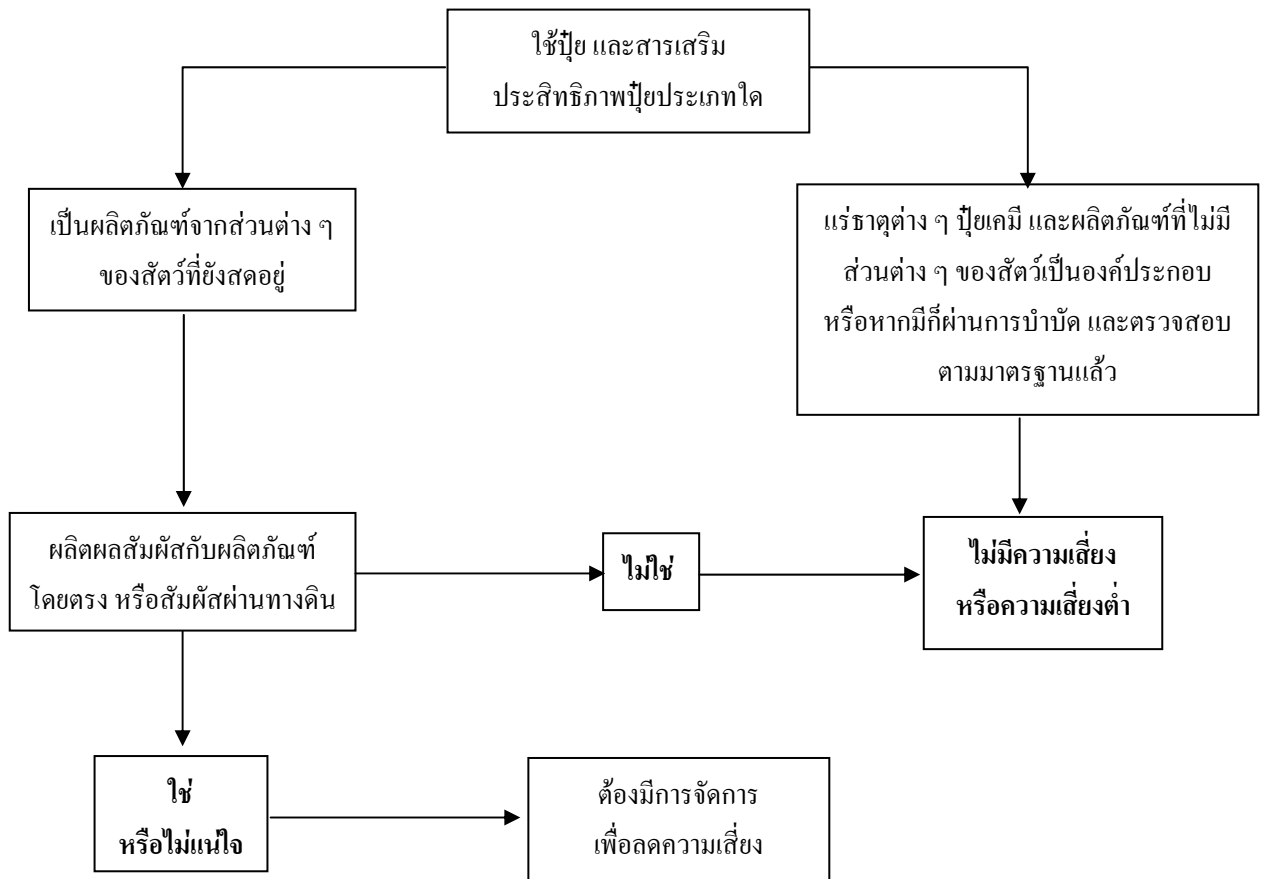 ใช้ปุ๋ย และสารเสริม
ประสิทธิภาพปุ๋ยประเภทใด
เป็นผลิตภัณฑ์จากส่วนต่าง ๆ
ของสัตว์ที่ยังสดอยู่
แร่ธาตุต่าง ๆ ปุ๋ยเคมี และผลิตภัณฑ์ที่ไม่มี
ส่วนต่าง ๆ ของสัตว์เป็นองค์ประกอบ
หรือหากมีก็ผ่านการบำบัด และตรวจสอบ
ตามมาตรฐานแล้ว
ผลิตผลสัมผัสกับผลิตภัณฑ์
โดยตรง หรือสัมผัสผ่านทางดิน
ไม่ใช่
ไม่มีความเสี่ยง
หรือความเสี่ยงต่ำ
ใช่
หรือไม่แน่ใจ
ต้องมีการจัดการ
เพื่อลดความเสี่ยง